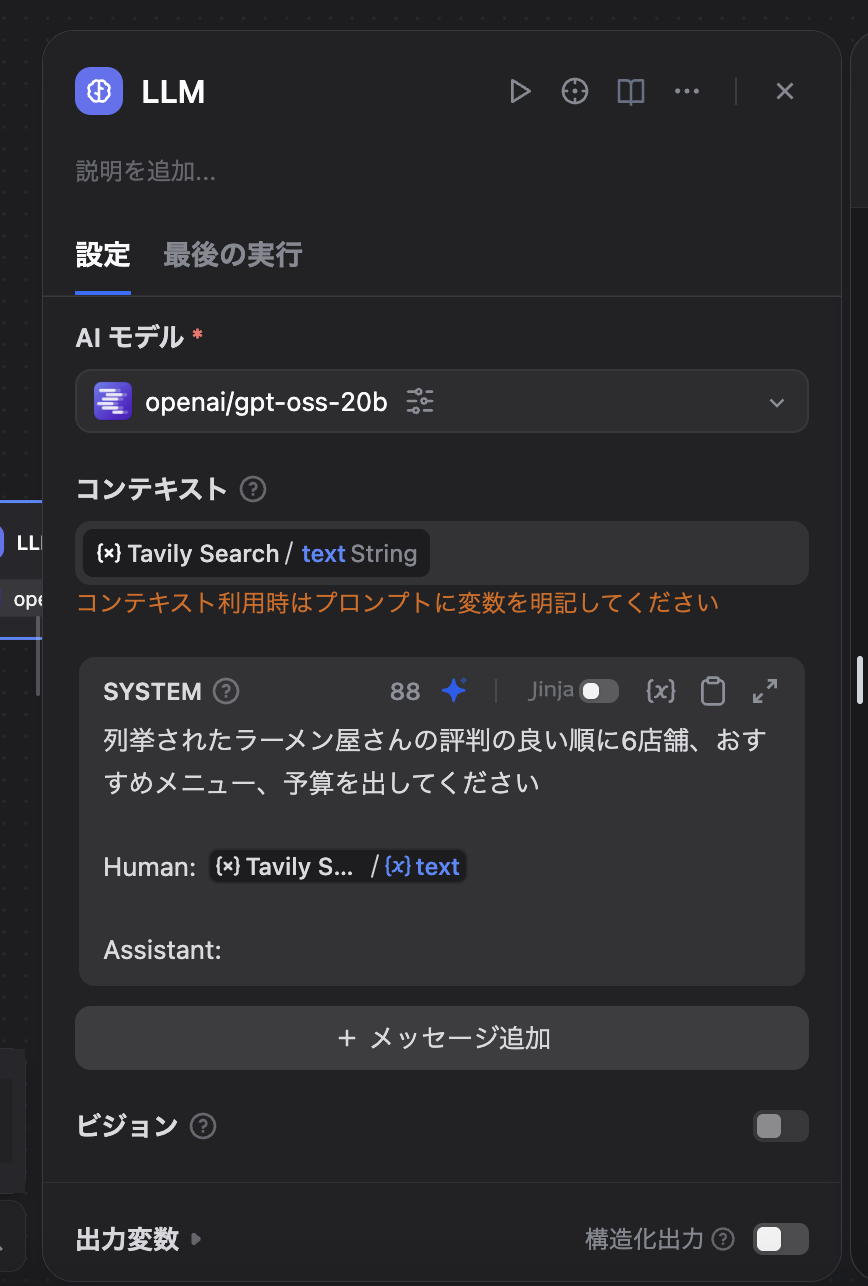 LLM
説明を追加...
設定 最後の実行
AI モデル *
openai/gpt-oss-20b
コンテキスト ?
{x} Tavily Search / text String
コンテキスト利用時はプロンプトに変数を明記してください
LLM
ope
SYSTEM ? 88 Jinja {x}
列挙されたラーメン屋さんの評判の良い順に6店舗、おす
すめメニュー、予算を出してください
Human: {x} Tavily S... / {x} text
Assistant:
+ メッセージ追加
ビジョン ?
出力変数 構造化出力 ?